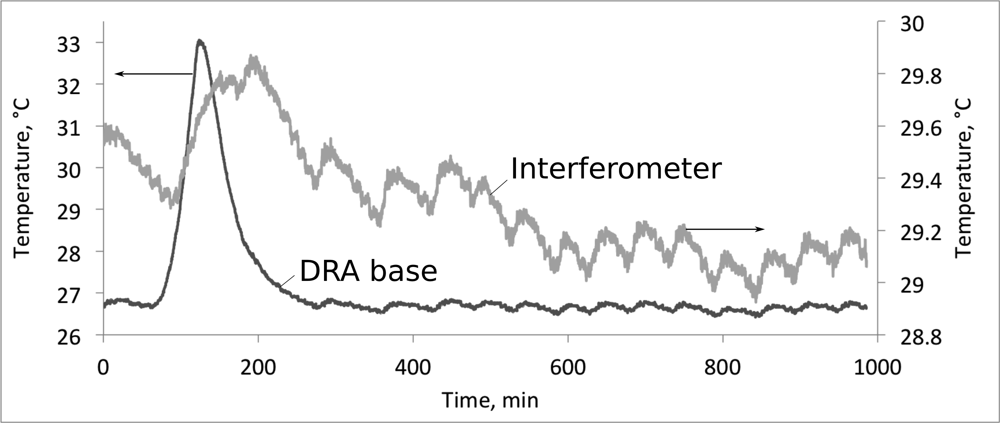 33
32
31
30
29
28
27
26
Temperature, °C
30
29.8
29.6
29.4
29.2
29
28.8
Temperature, °C
Interferometer
DRA base
0 200 400 600 800 1000
Time, min